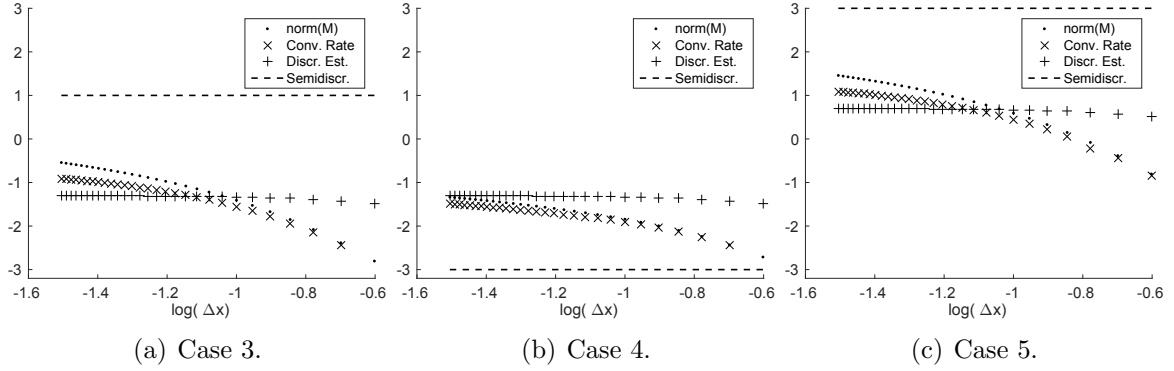 3
2
1
0
-1
-2
-3
-1.6 -1.4 -1.2 -1 -0.8 -0.6
log( Δx)
norm(M)
Conv. Rate
Discr. Est.
Semidiscr.
(a) Case 3.
3
2
1
0
-1
-2
-3
-1.6 -1.4 -1.2 -1 -0.8 -0.6
log( Δx)
norm(M)
Conv. Rate
Discr. Est.
Semidiscr.
(b) Case 4.
3
2
1
0
-1
-2
-3
-1.6 -1.4 -1.2 -1 -0.8 -0.6
log( Δx)
norm(M)
Conv. Rate
Discr. Est.
Semidiscr.
(c) Case 5.